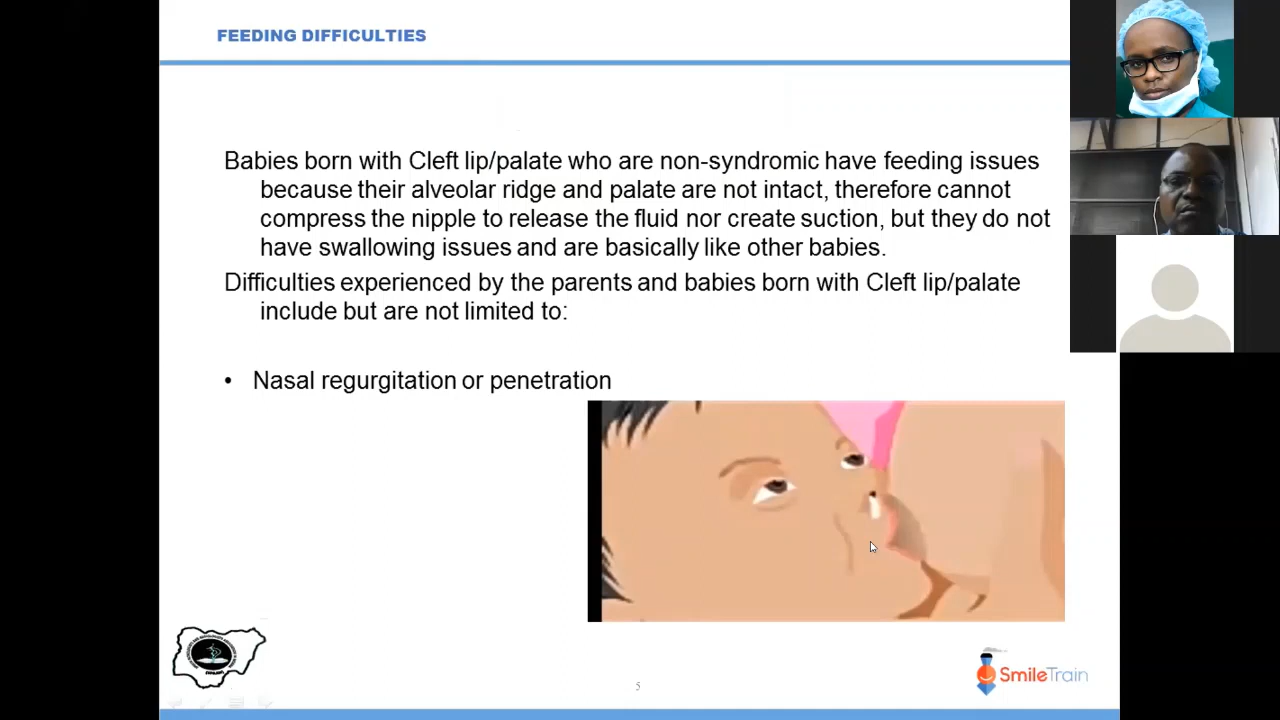 FEEDING DIFFICULTIES
Babies born with Cleft lip/palate who are non-syndromic have feeding issues
because their alveolar ridge and palate are not intact, therefore cannot
compress the nipple to release the fluid nor create suction, but they do not
have swallowing issues and are basically like other babies.
Difficulties experienced by the parents and babies born with Cleft lip/palate
include but are not limited to:
• Nasal regurgitation or penetration
5
SmileTrain